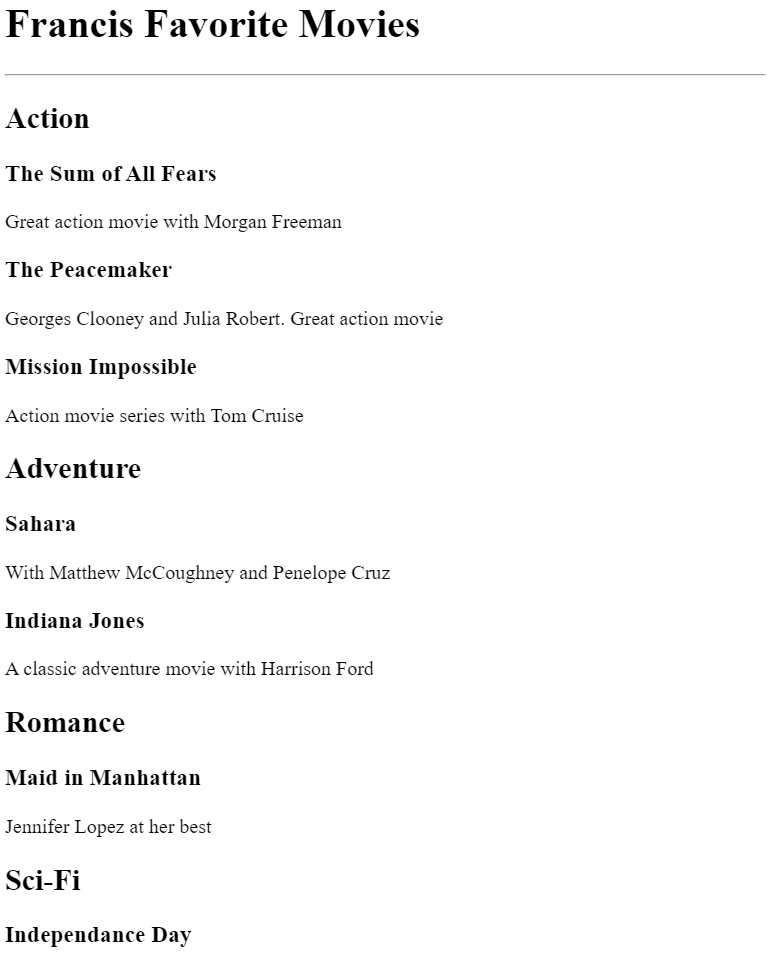 Francis Favorite Movies
Action
The Sum of All Fears
Great action movie with Morgan Freeman
The Peacemaker
Georges Clooney and Julia Robert. Great action movie
Mission Impossible
Action movie series with Tom Cruise
Adventure
Sahara
With Matthew McCoughney and Penelope Cruz
Indiana Jones
A classic adventure movie with Harrison Ford
Romance
Maid in Manhattan
Jennifer Lopez at her best
Sci-Fi
Independance Day